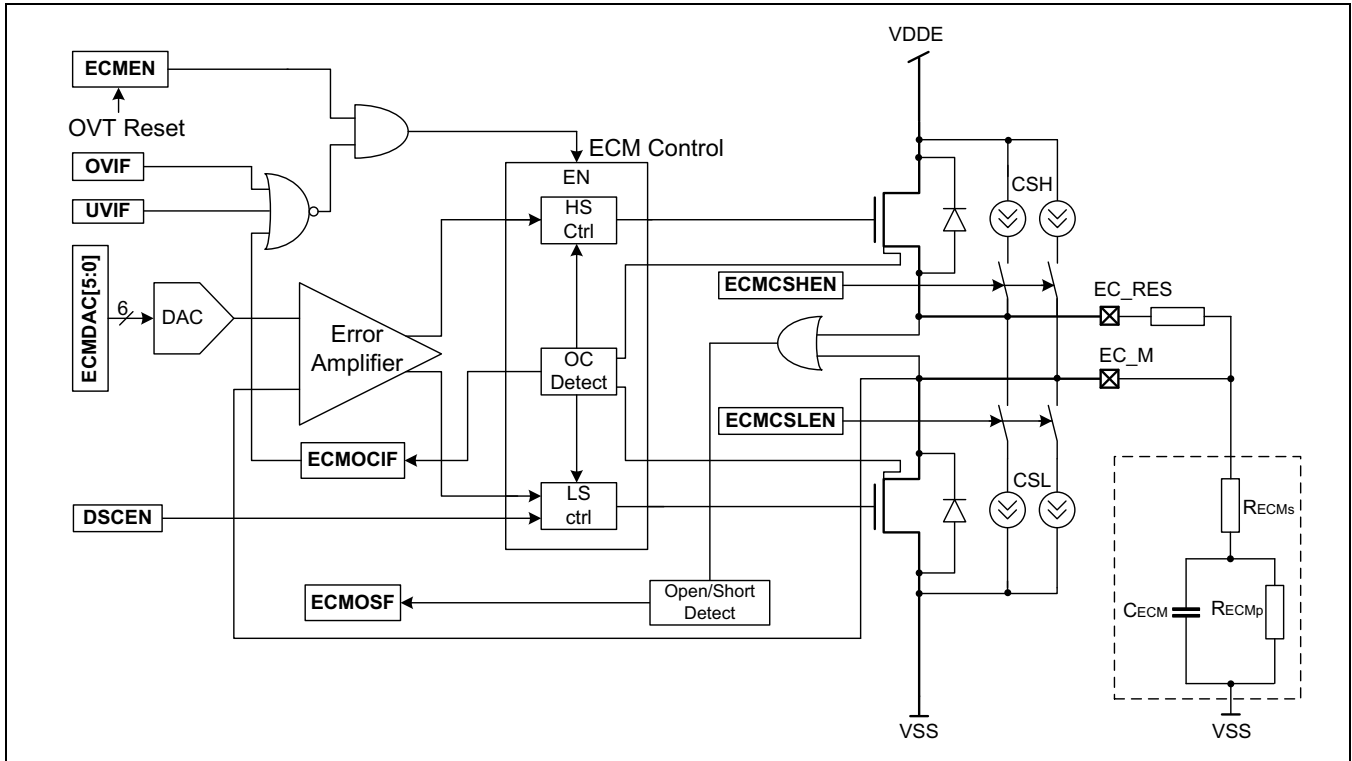 VDDE
ECMEN
OVT Reset
ECM Control
OVIF
EN
CSH
HS
Ctrl
UVIF
ECMDAC[5:0]
6
DAC
ECMCSHEN
EC_RES
Error
Amplifier
OC
Detect
EC_M
ECMCSLEN
ECMOCIF
CSL
LS
ctrl
DSCEN
RECMs
ECMOSF
Open/Short
Detect
CECM
RECMp
VSS
VSS